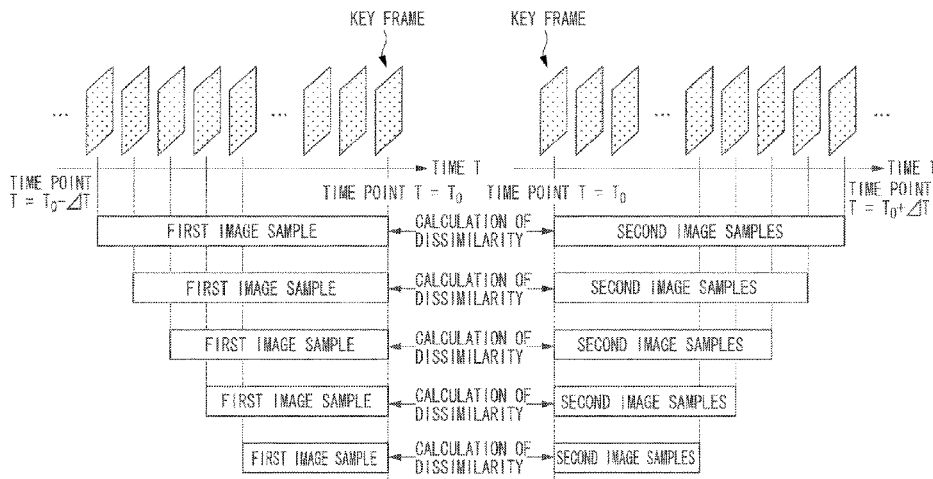 KEY FRAME KEY FRAME
... ... ... ...
TIME T TIME T
TIME POINT
T = T₀-⊿T
TIME POINT T = T₀ TIME POINT T = T₀
TIME POINT
T = T₀+⊿T
FIRST IMAGE SAMPLE
CALCULATION OF
DISSIMILARITY
SECOND IMAGE SAMPLES
FIRST IMAGE SAMPLE
CALCULATION OF
DISSIMILARITY
SECOND IMAGE SAMPLES
FIRST IMAGE SAMPLE
CALCULATION OF
DISSIMILARITY
SECOND IMAGE SAMPLES
FIRST IMAGE SAMPLE
CALCULATION OF
DISSIMILARITY
SECOND IMAGE SAMPLES
FIRST IMAGE SAMPLE
CALCULATION OF
DISSIMILARITY
SECOND IMAGE SAMPLES